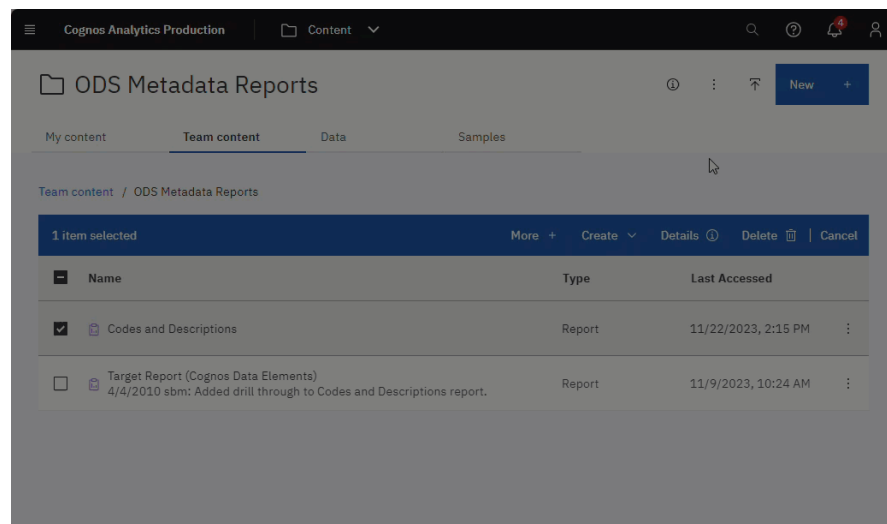 Cognos Analytics Production
Content
4
ODS Metadata Reports
New +
My content
Team content
Data
Samples
Team content / ODS Metadata Reports
1 item selected
More +
Create
Details
Delete
Cancel
Name
Type
Last Accessed
Codes and Descriptions
Report
11/22/2023, 2:15 PM
Target Report (Cognos Data Elements)
4/4/2010 sbm: Added drill through to Codes and Descriptions report.
Report
11/9/2023, 10:24 AM